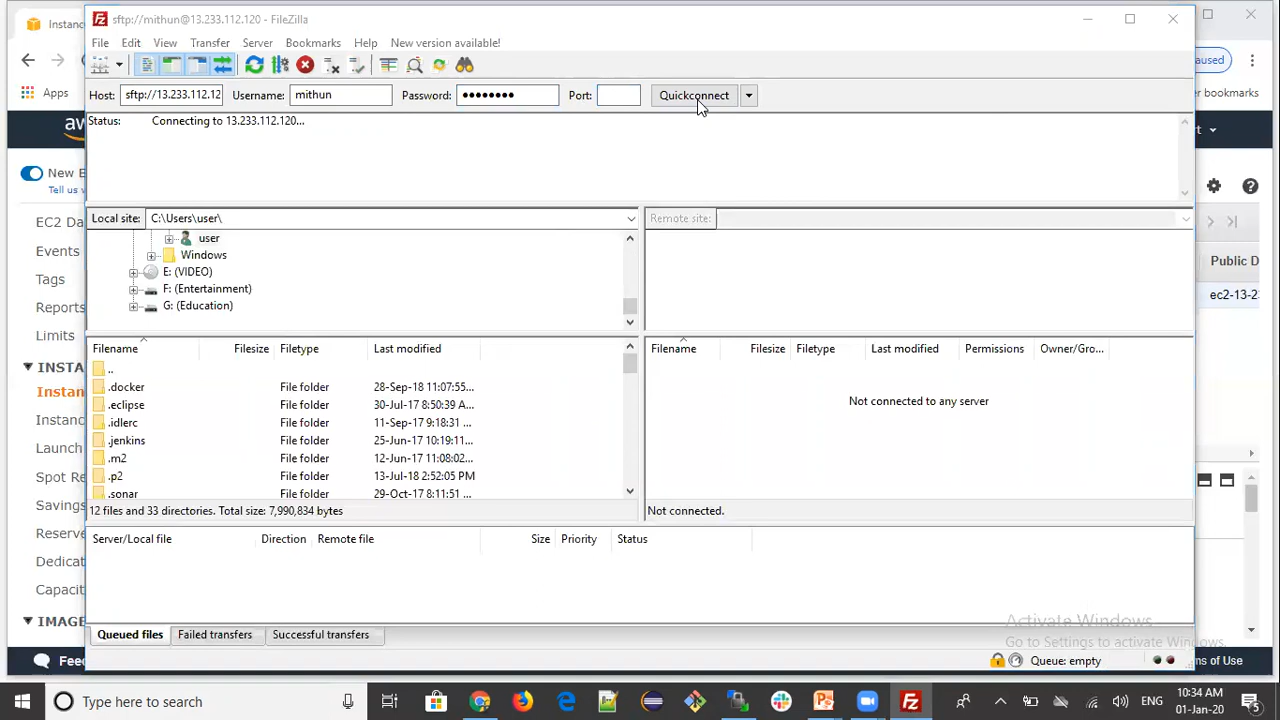 Instanc
sftp://mithun@13.233.112.120 - FileZilla
File Edit View Transfer Server Bookmarks Help New version available!
Apps
aused
bookmarks
Host: sftp://13.233.112.12 Username: mithun Password: ●●●●●●●● Port: Quickconnect
aw
Status: Connecting to 13.233.112.120...
New E
Tell us
EC2 Da
Events
Tags
Reports
Limits
INSTA
Instan
Instanc
Launch
Spot Re
Savings
Reserve
Dedicat
Capacit
IMAG
Feed
Local site: C:\Users\user\
Remote site:
user
Windows
E: (VIDEO)
F: (Entertainment)
G: (Education)
Filename Filesize Filetype Last modified
..
.docker File folder 28-Sep-18 11:07:55...
.eclipse File folder 30-Jul-17 8:50:39 A...
.idlerc File folder 11-Sep-17 9:18:31 ...
.jenkins File folder 25-Jun-17 10:19:11...
.m2 File folder 12-Jun-17 11:08:02...
.p2 File folder 13-Jul-18 2:52:05 PM
.sonar File folder 29-Oct-17 8:11:51 ...
12 files and 33 directories. Total size: 7,990,834 bytes
Filename Filesize Filetype Last modified Permissions Owner/Gro...
Not connected to any server
Not connected.
Public D
ec2-13-23
Server/Local file Direction Remote file Size Priority Status
Queued files Failed transfers Successful transfers
Activate Windows
Go to Settings to activate Windows.
Queue: empty
ms of Use
Type here to search
ENG
10:34 AM
01-Jan-20
5